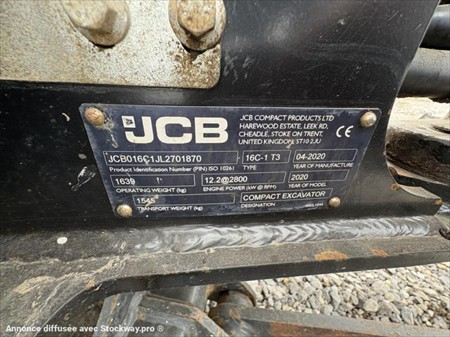 JCB
JCB COMPACT PRODUCTS LTD
HAREWOOD ESTATE, LEEK RD,
CHEADLE, STOKE ON TRENT,
UNITED KINGDOM, ST10 2JU
CE
JCB016C1JL2701870 16C-1 T3 04-2020
Product Identification Number (PIN) ISO 10261 TYPE YEAR OF MANUFACTURE
1639 12.2@2800 2020
OPERATING WEIGHT (kg) ENGINE POWER (kW @ RPM) YEAR OF MODEL
1545 COMPACT EXCAVATOR
TRANSPORT WEIGHT (kg) DESIGNATION
Annonce diffusée avec Stockway.pro ®